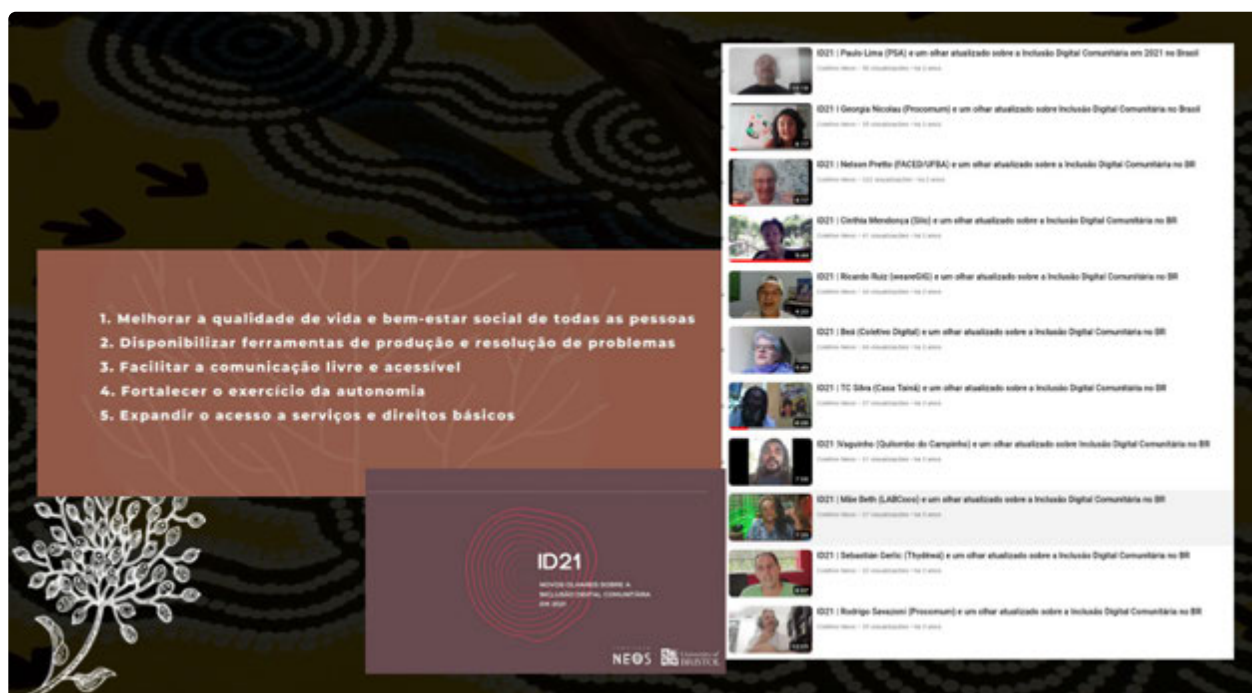 1. Melhorar a qualidade de vida e bem-estar social de todas as pessoas
2. Disponibilizar ferramentas de produção e resolução de problemas
3. Facilitar a comunicação livre e acessível
4. Fortalecer o exercício da autonomia
5. Expandir o acesso a serviços e direitos básicos
ID21
NOVOS OLHARES SOBRE A
INCLUSÃO DIGITAL COMUNITÁRIA
EM 2021
NEOS
University of
BRISTOL
ID21 | Paulo Lima (PSA) e um olhar atualizado sobre a Inclusão Digital Comunitária em 2021 no Brasil
ID21 | Georgia Nicolau (Procomum) e um olhar atualizado sobre Inclusão Digital Comunitária no Brasil
ID21 | Nelson Pretto (FACED/UFBA) e um olhar atualizado sobre a Inclusão Digital Comunitária no BR
ID21 | Cinthia Mendonça (Silo) e um olhar atualizado sobre a Inclusão Digital Comunitária no BR
ID21 | Ricardo Ruiz (weareGIG) e um olhar atualizado sobre a Inclusão Digital Comunitária no BR
ID21 | Beá (Coletivo Digital) e um olhar atualizado sobre a Inclusão Digital Comunitária no BR
ID21 | TC Silva (Casa Tainã) e um olhar atualizado sobre a Inclusão Digital Comunitária no BR
ID21 |Vaguinho (Quilombo do Campinho) e um olhar atualizado sobre Inclusão Digital Comunitária no BR
ID21 | Mãe Beth (LABCoco) e um olhar atualizado sobre a Inclusão Digital Comunitária no BR
ID21 | Sebastián Gerlic (Thydêwá) e um olhar atualizado sobre a Inclusão Digital Comunitária no BR
ID21 | Rodrigo Savazoni (Procomum) e um olhar atualizado sobre a Inclusão Digital Comunitária no BR